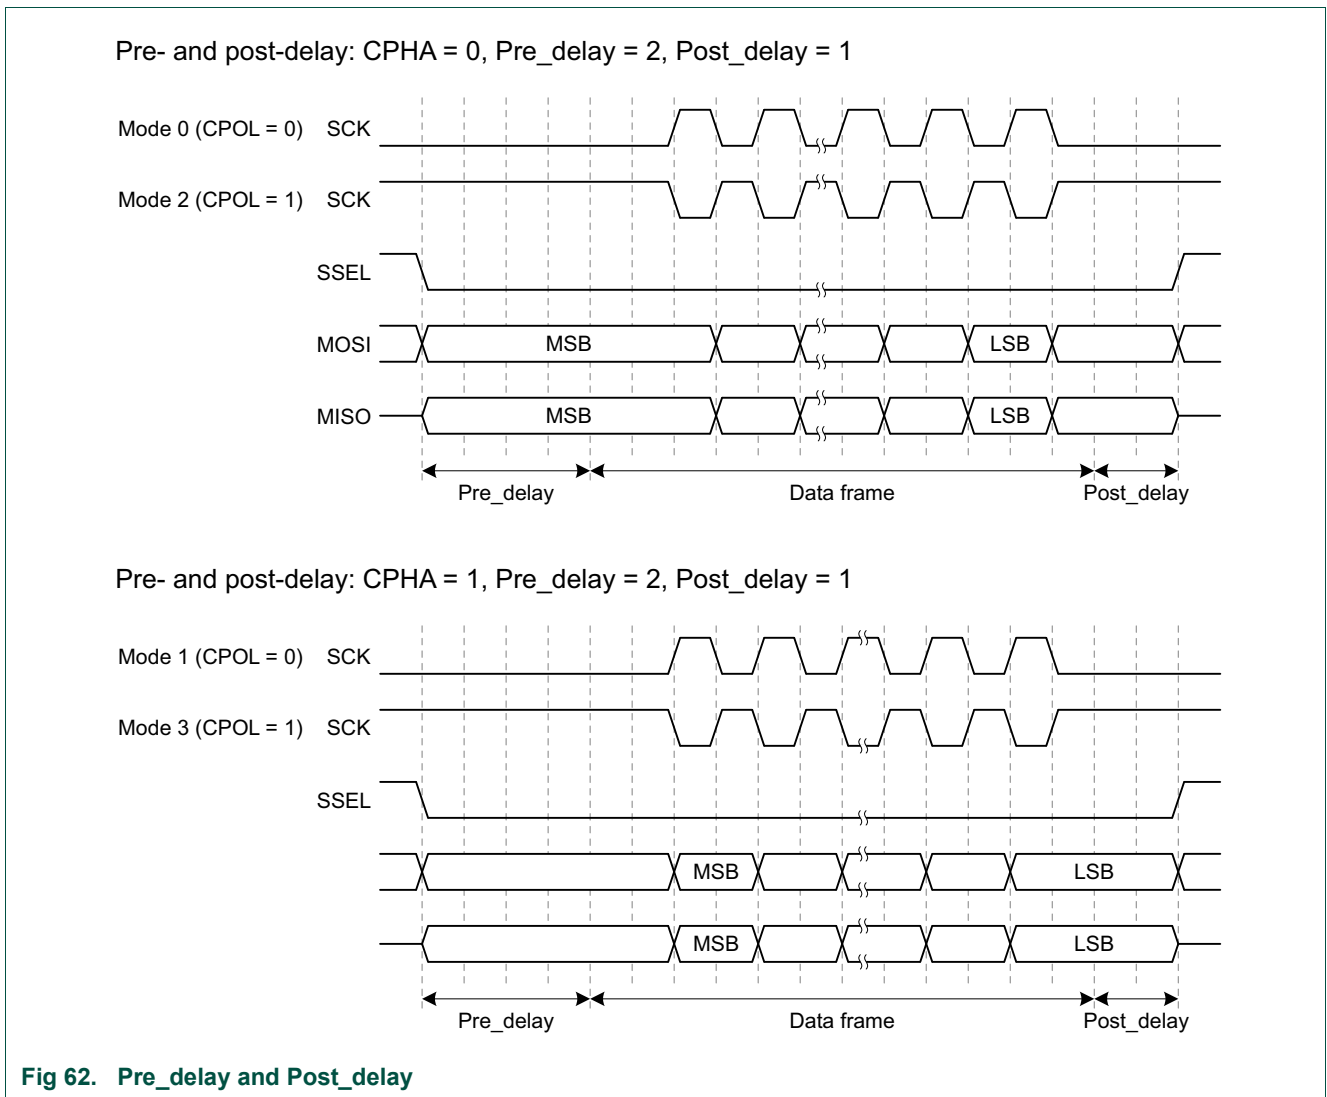 Pre- and post-delay: CPHA = 0, Pre_delay = 2, Post_delay = 1
Mode 0 (CPOL = 0) SCK
Mode 2 (CPOL = 1) SCK
SSEL
MOSI MSB LSB
MISO MSB LSB
Pre_delay Data frame Post_delay
Pre- and post-delay: CPHA = 1, Pre_delay = 2, Post_delay = 1
Mode 1 (CPOL = 0) SCK
Mode 3 (CPOL = 1) SCK
SSEL
MSB LSB
MSB LSB
Pre_delay Data frame Post_delay
Fig 62. Pre_delay and Post_delay